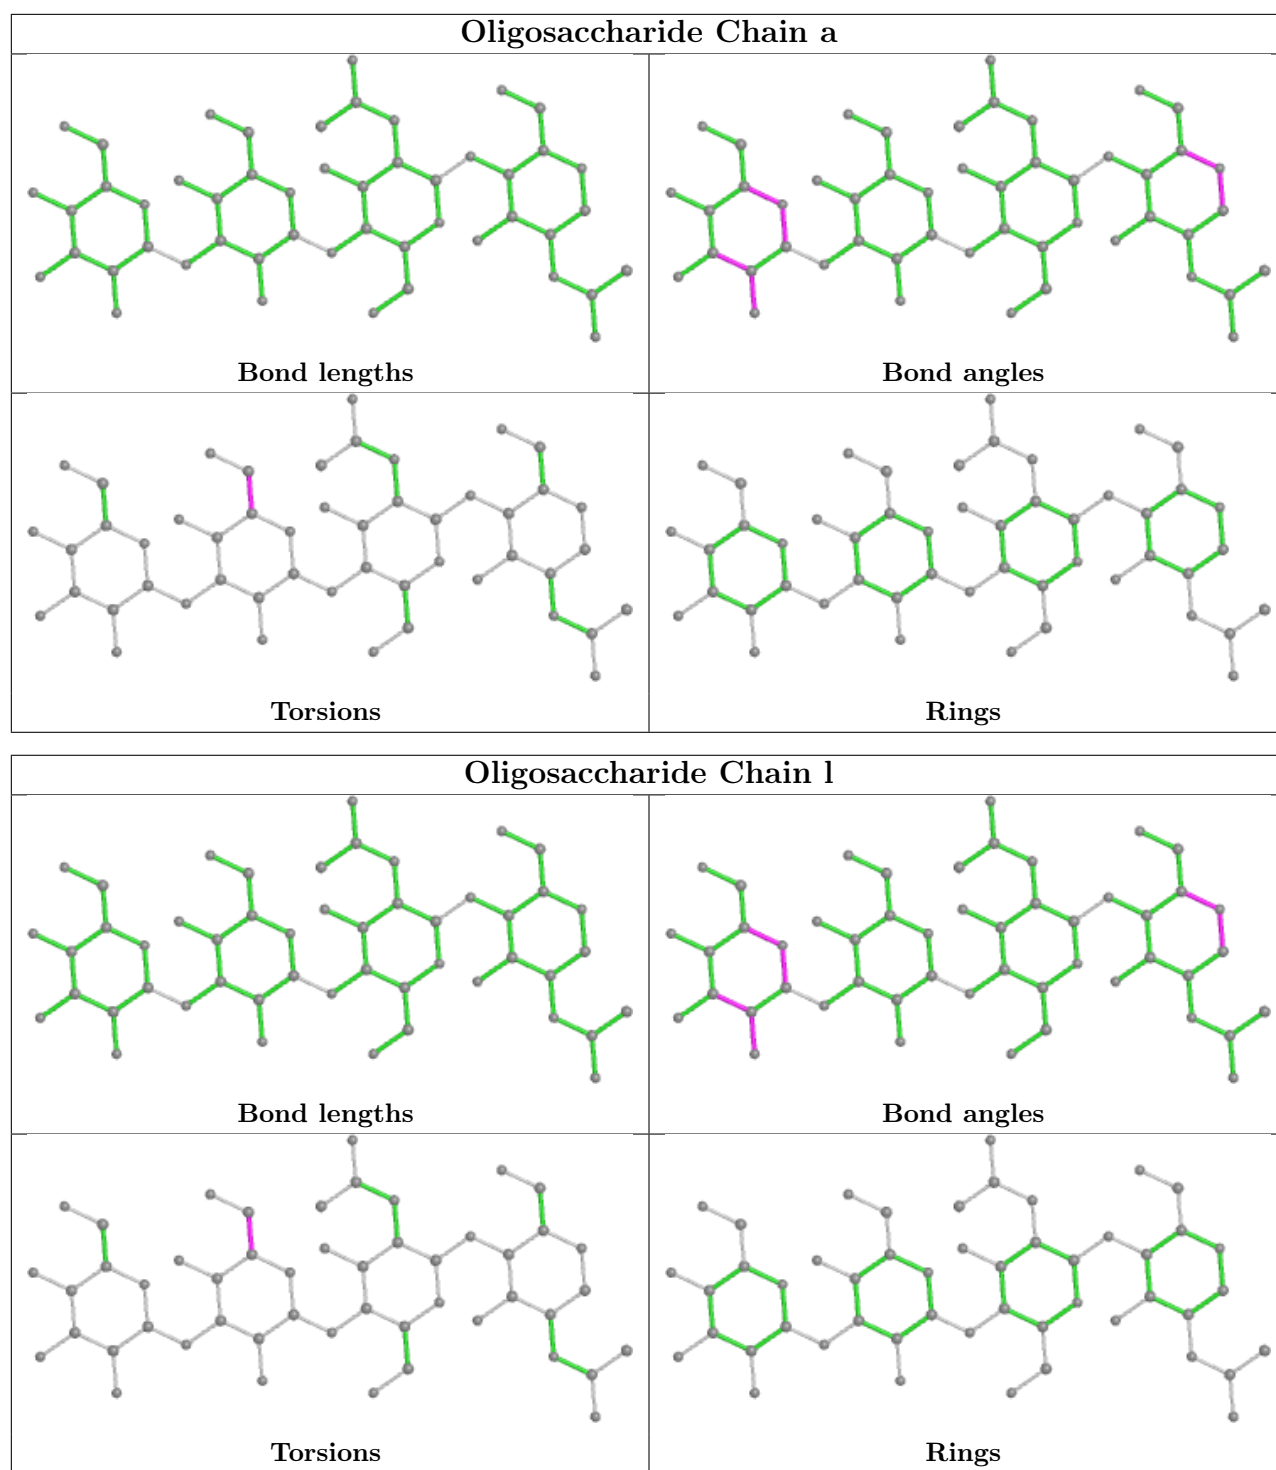 Oligosaccharide Chain a
Bond lengths
Bond angles
Torsions
Rings
Oligosaccharide Chain l
Bond lengths
Bond angles
Torsions
Rings